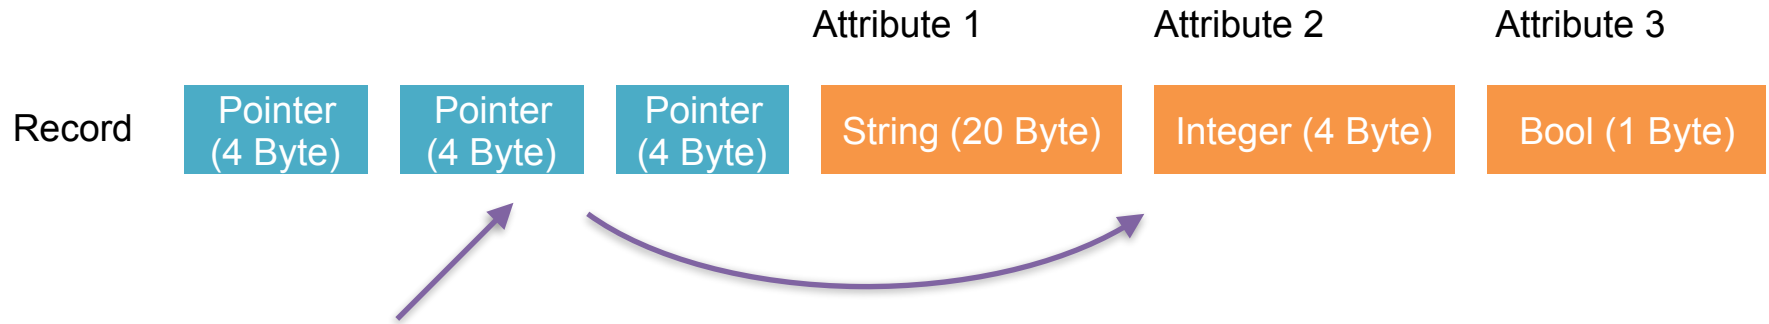 Attribute 1 Attribute 2 Attribute 3
Record
Pointer
(4 Byte)
Pointer
(4 Byte)
Pointer
(4 Byte)
String (20 Byte)
Integer (4 Byte)
Bool (1 Byte)